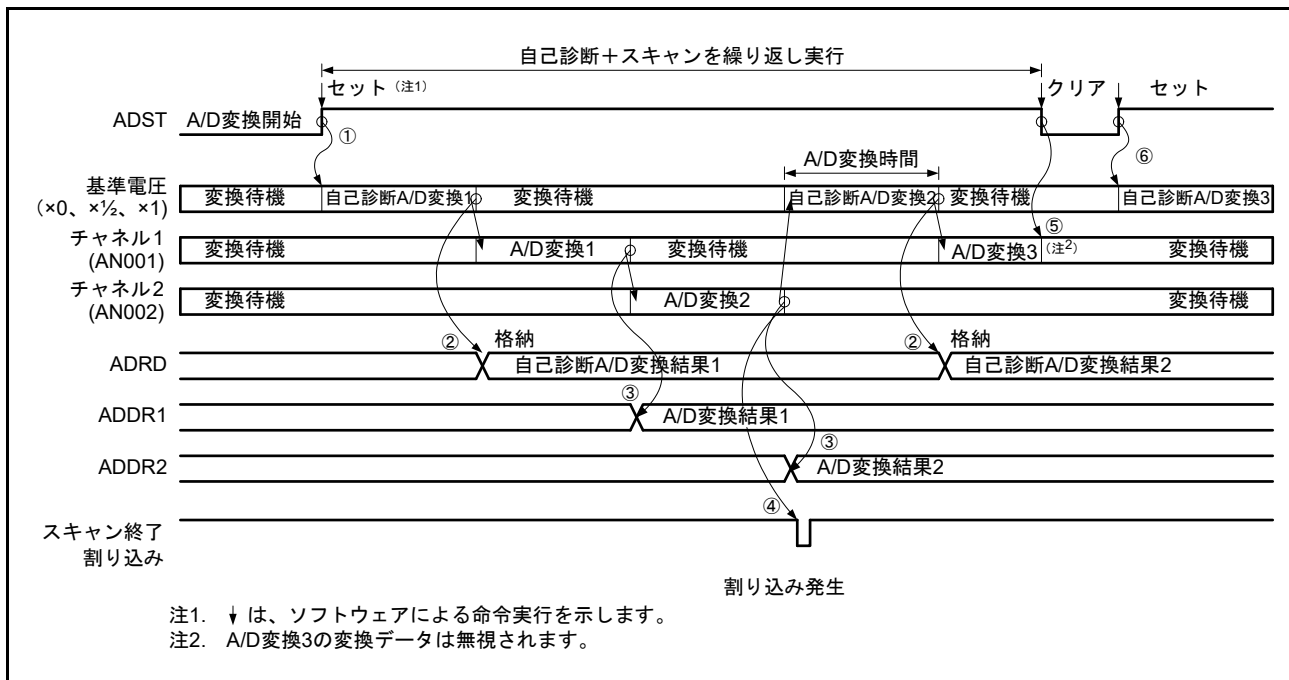 自己診断＋スキャンを繰り返し実行
セット（注1）
クリア
セット
ADST
A/D変換開始
①
⑥
A/D変換時間
基準電圧
（×0、×½、×1）
変換待機
自己診断A/D変換1
変換待機
自己診断A/D変換2
変換待機
自己診断A/D変換3
チャネル1
(AN001)
変換待機
A/D変換1
変換待機
A/D変換3
⑤
（注2）
変換待機
チャネル2
(AN002)
変換待機
A/D変換2
変換待機
ADRD
②
格納
自己診断A/D変換結果1
②
格納
自己診断A/D変換結果2
ADDR1
③
A/D変換結果1
ADDR2
③
A/D変換結果2
スキャン終了
割り込み
④
割り込み発生
注1. ↓は、ソフトウェアによる命令実行を示します。
注2. A/D変換3の変換データは無視されます。